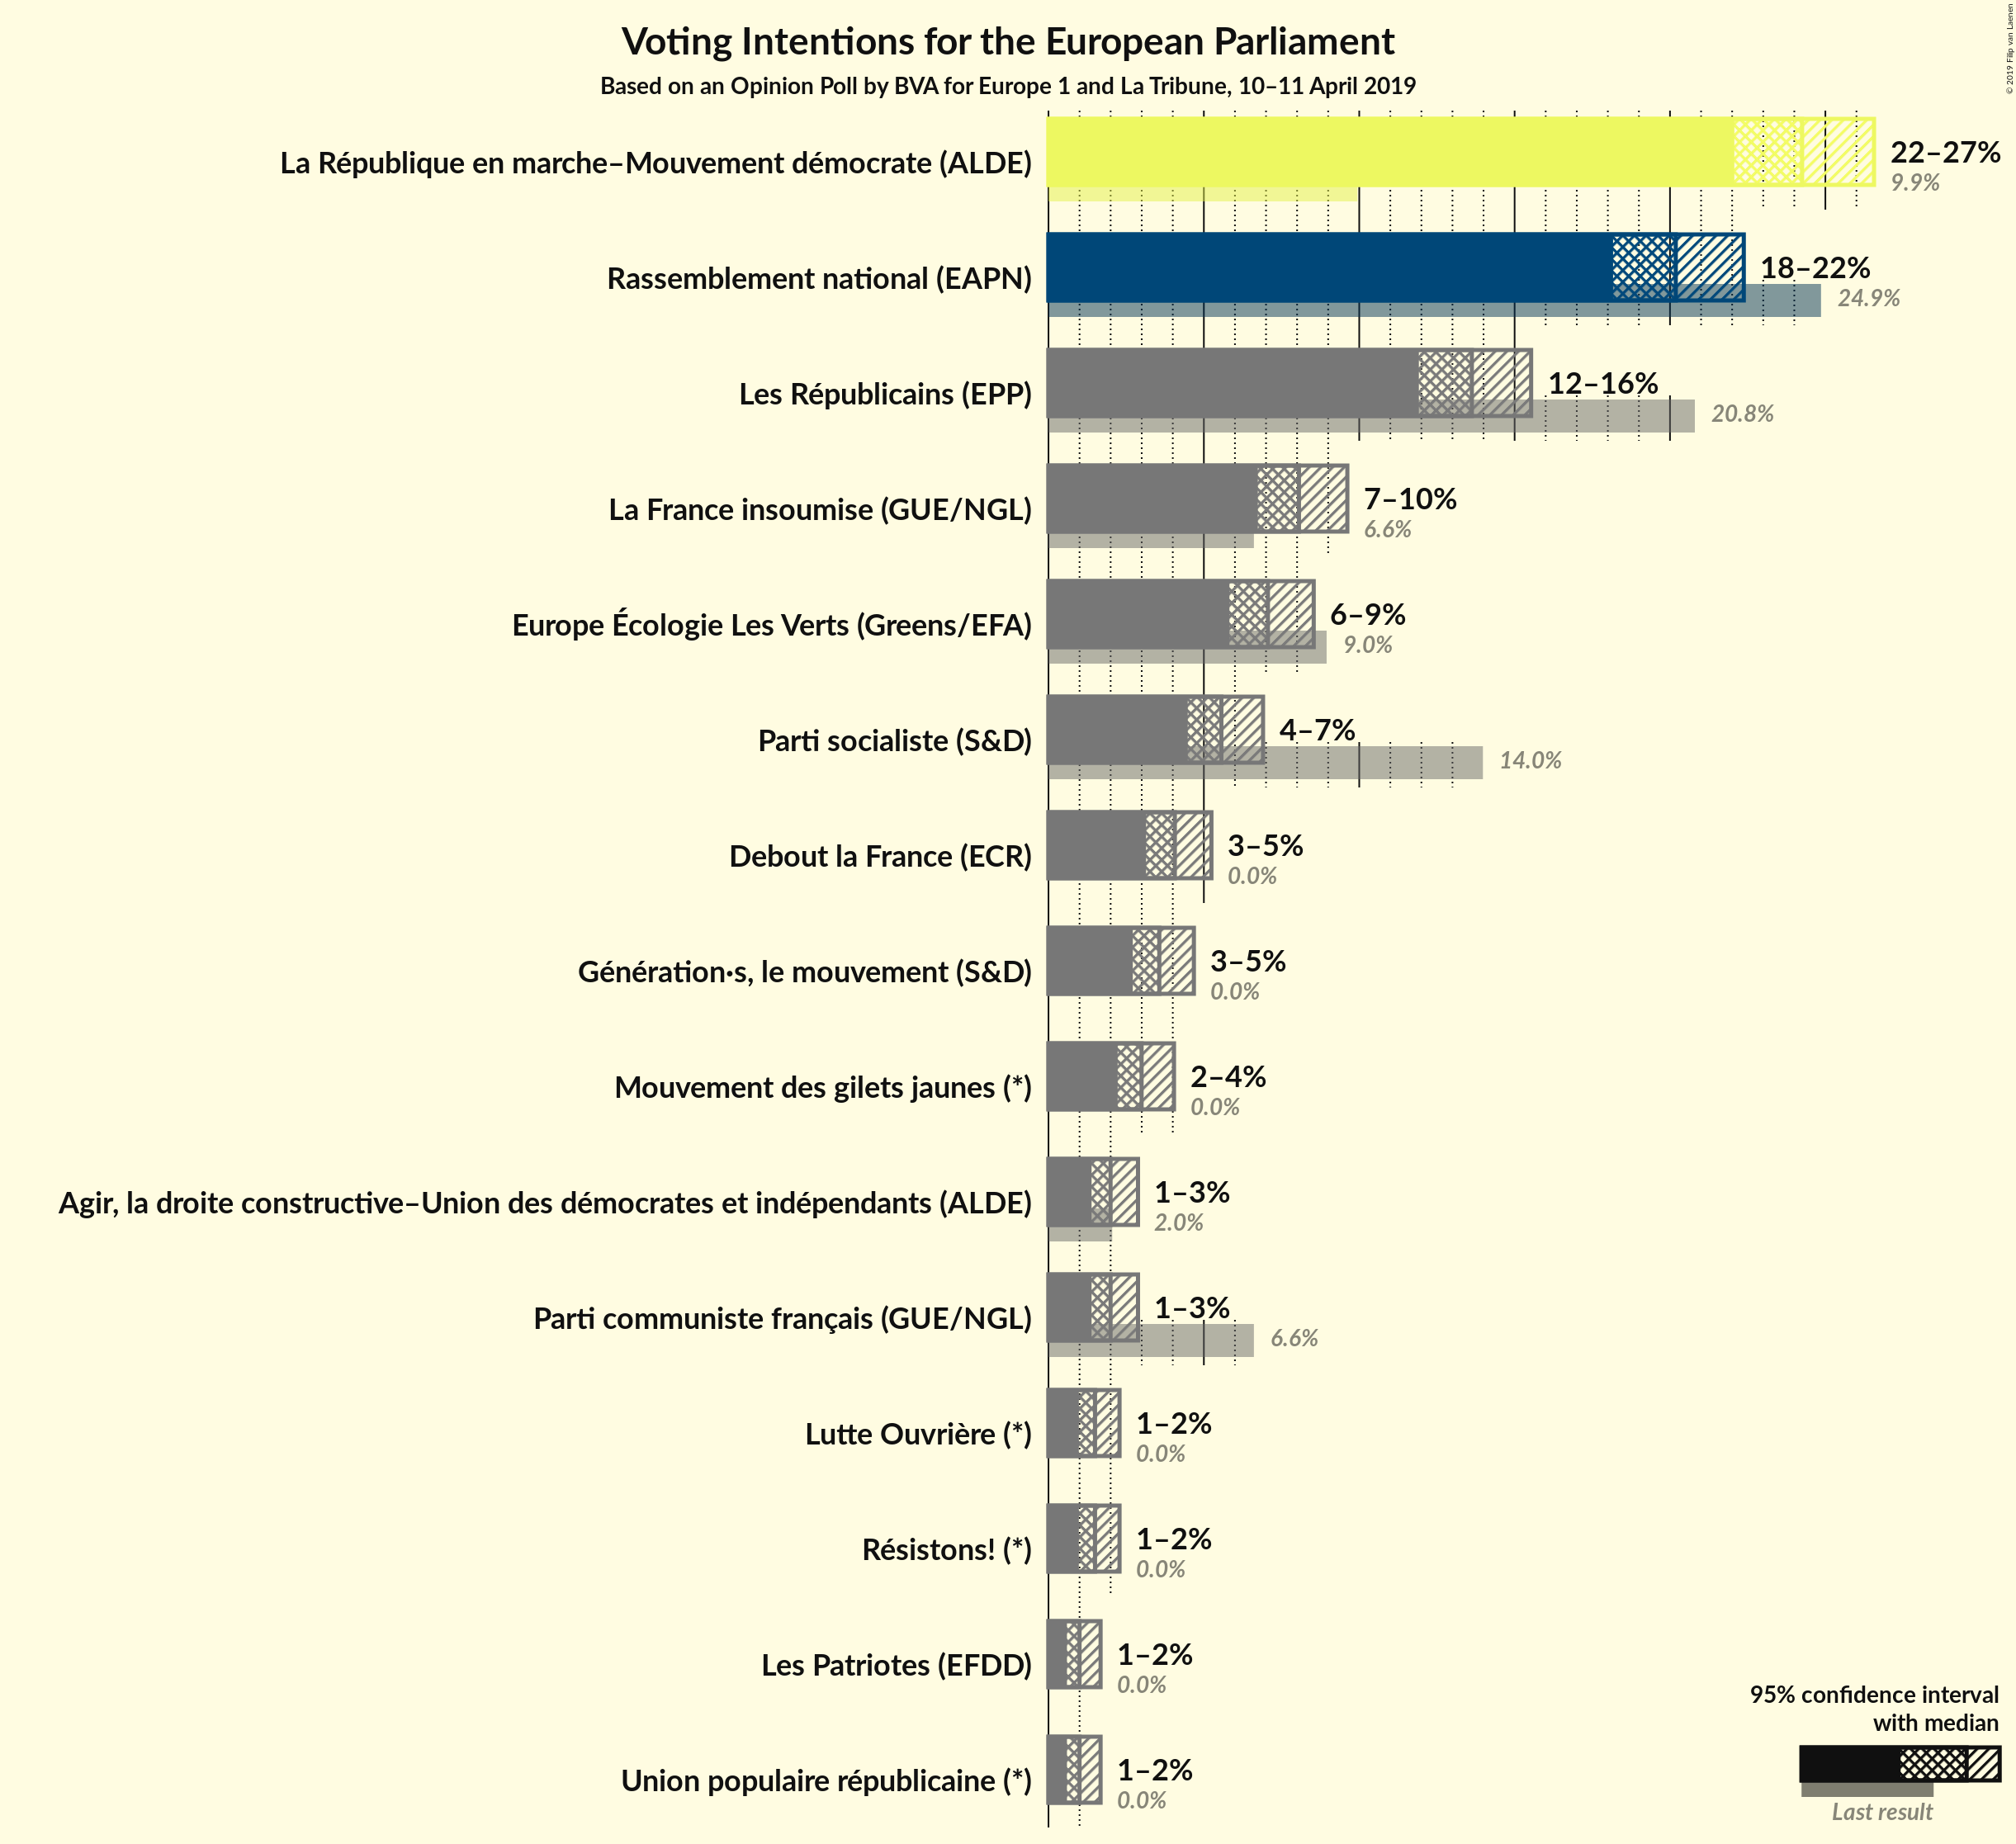 Voting Intentions for the European Parliament
Based on an Opinion Poll by BVA for Europe 1 and La Tribune, 10–11 April 2019
© 2019 Filip van Laenen
La République en marche–Mouvement démocrate (ALDE)
22–27%
9.9%
Rassemblement national (EAPN)
18–22%
24.9%
Les Républicains (EPP)
12–16%
20.8%
La France insoumise (GUE/NGL)
7–10%
6.6%
Europe Écologie Les Verts (Greens/EFA)
6–9%
9.0%
Parti socialiste (S&D)
4–7%
14.0%
Debout la France (ECR)
3–5%
0.0%
Génération·s, le mouvement (S&D)
3–5%
0.0%
Mouvement des gilets jaunes (*)
2–4%
0.0%
Agir, la droite constructive–Union des démocrates et indépendants (ALDE)
1–3%
2.0%
Parti communiste français (GUE/NGL)
1–3%
6.6%
Lutte Ouvrière (*)
1–2%
0.0%
Résistons! (*)
1–2%
0.0%
Les Patriotes (EFDD)
1–2%
0.0%
Union populaire républicaine (*)
1–2%
0.0%
95% confidence interval
with median
Last result